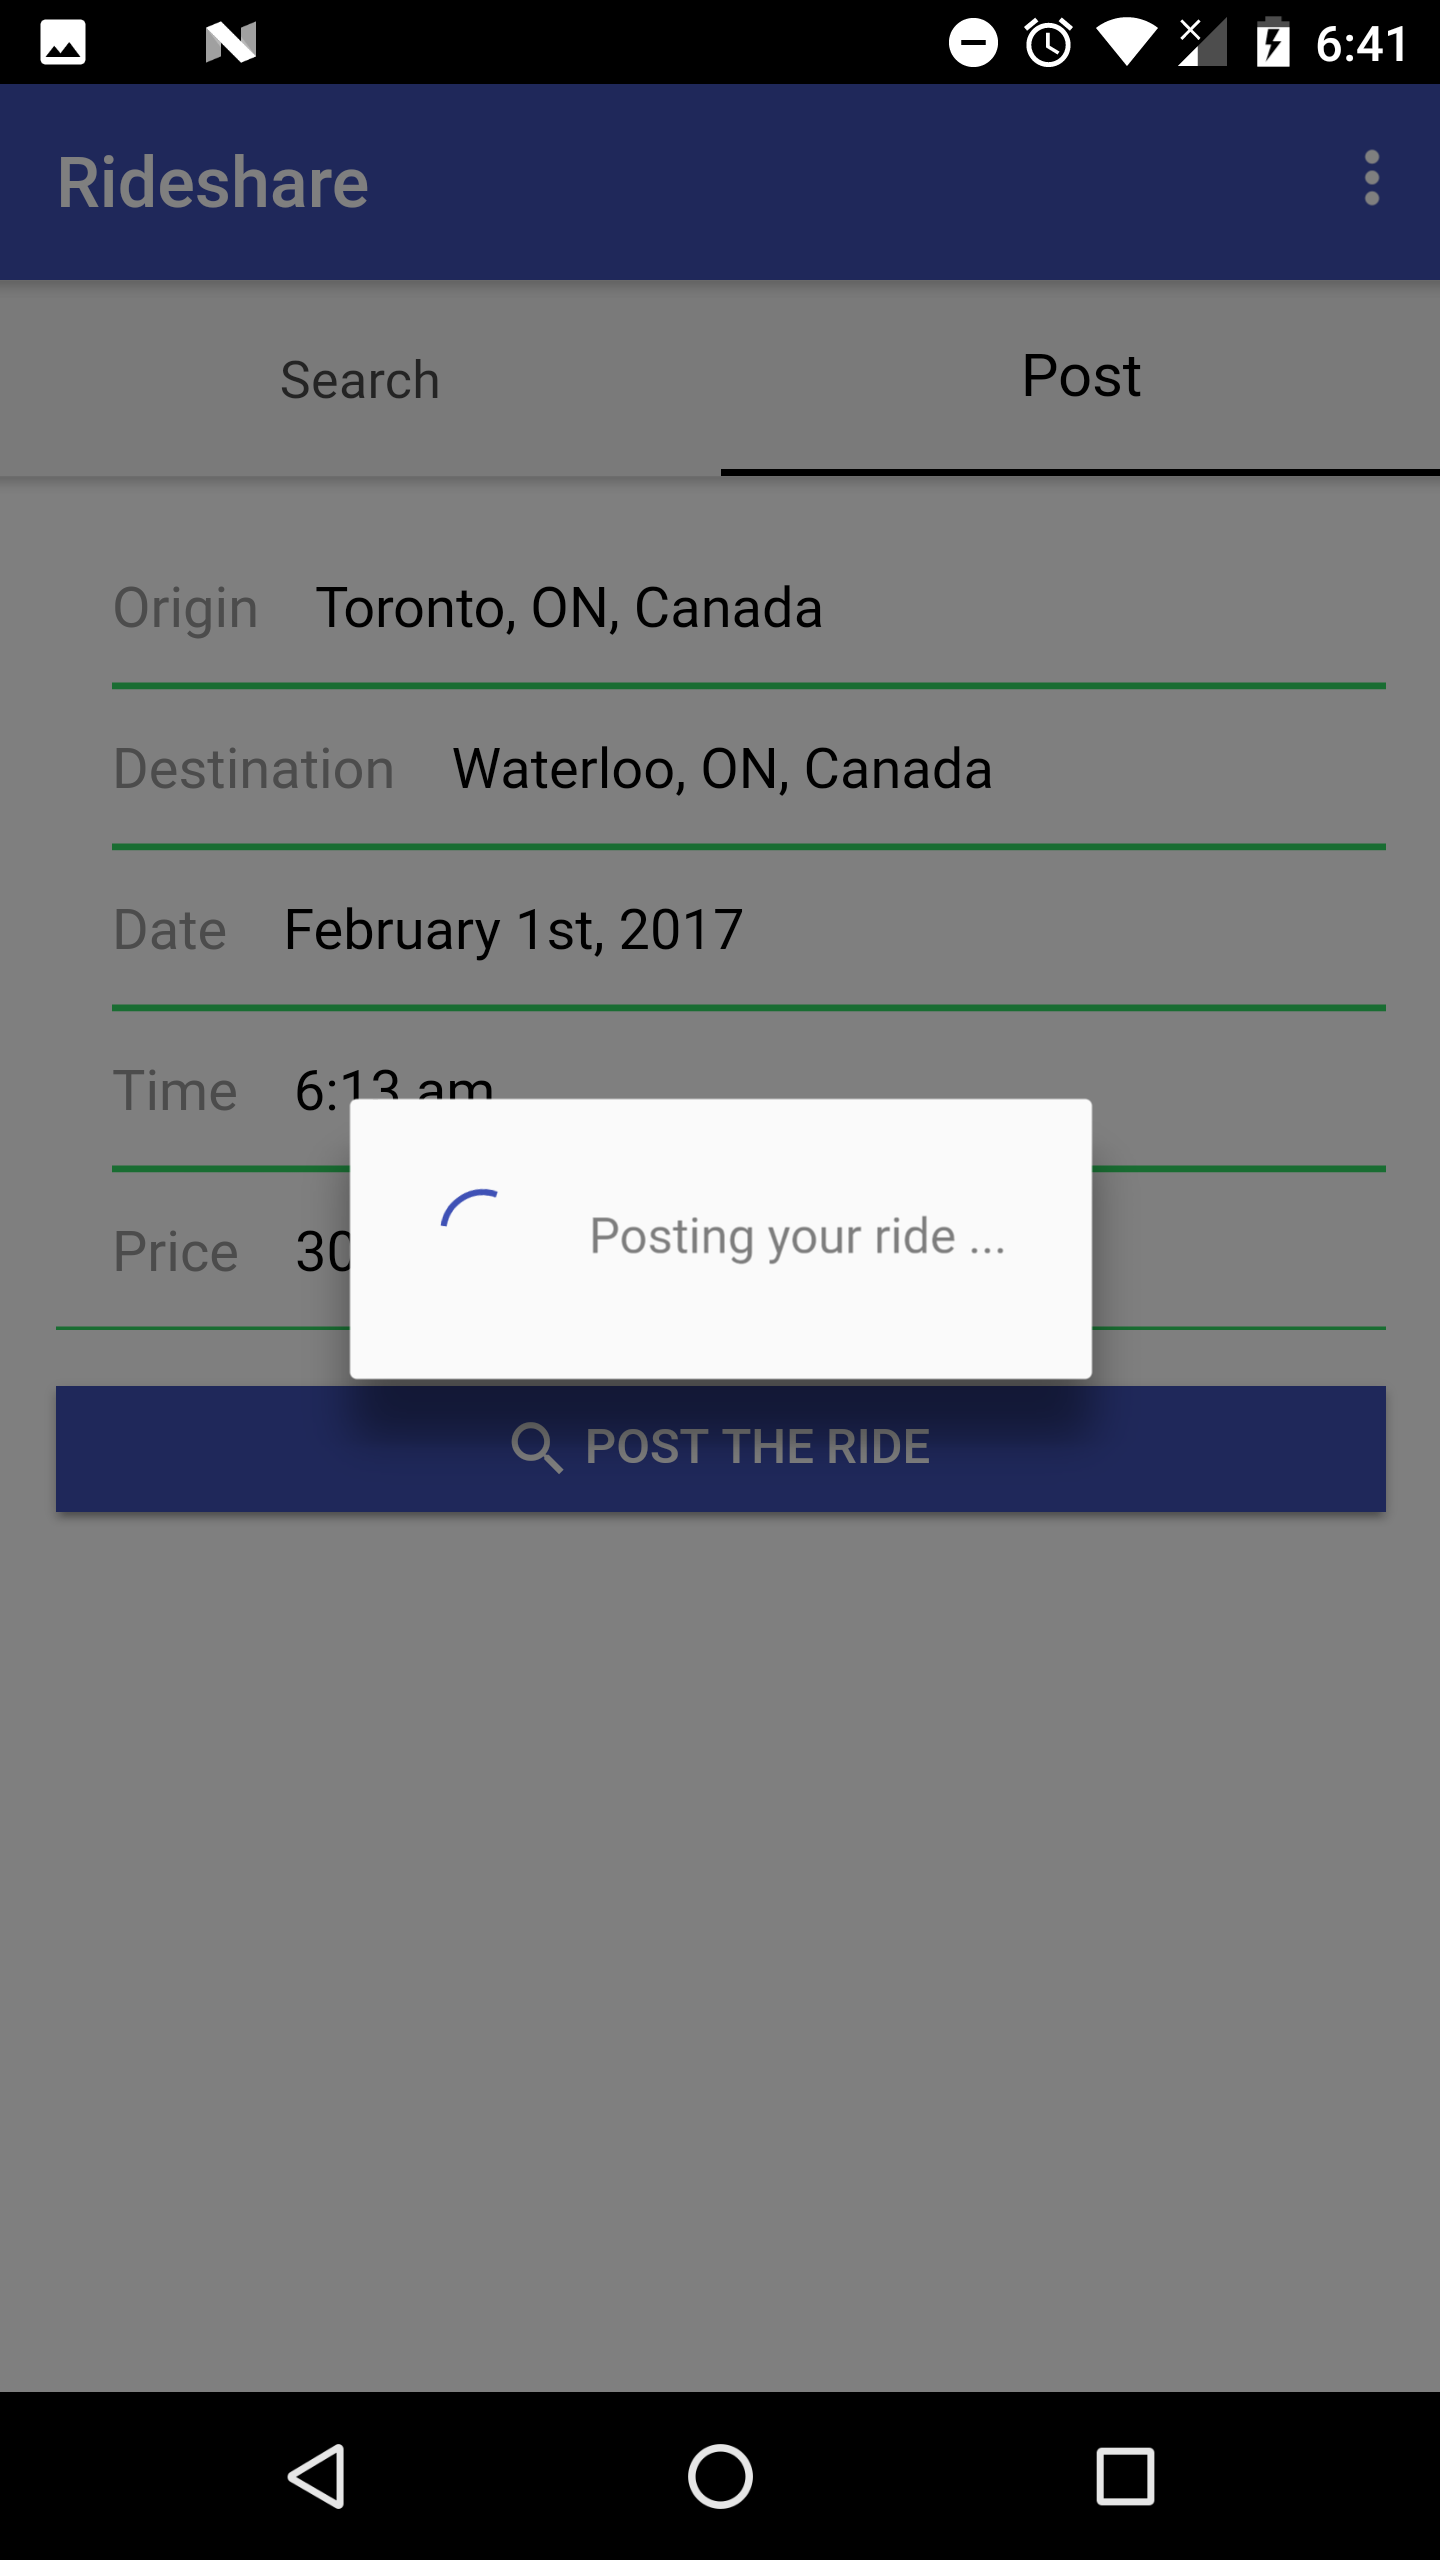 6:41
Rideshare
Search Post
Origin Toronto, ON, Canada
Destination Waterloo, ON, Canada
Date February 1st, 2017
Time 6:13 am
Price 30
Posting your ride ...
POST THE RIDE